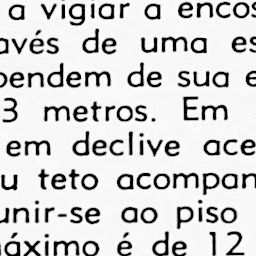 a vigiar a encos
avés de uma es
pendem de sua e
3 metros. Em
em declive ace
u teto acompan
unir-se ao piso
náximo é de 12